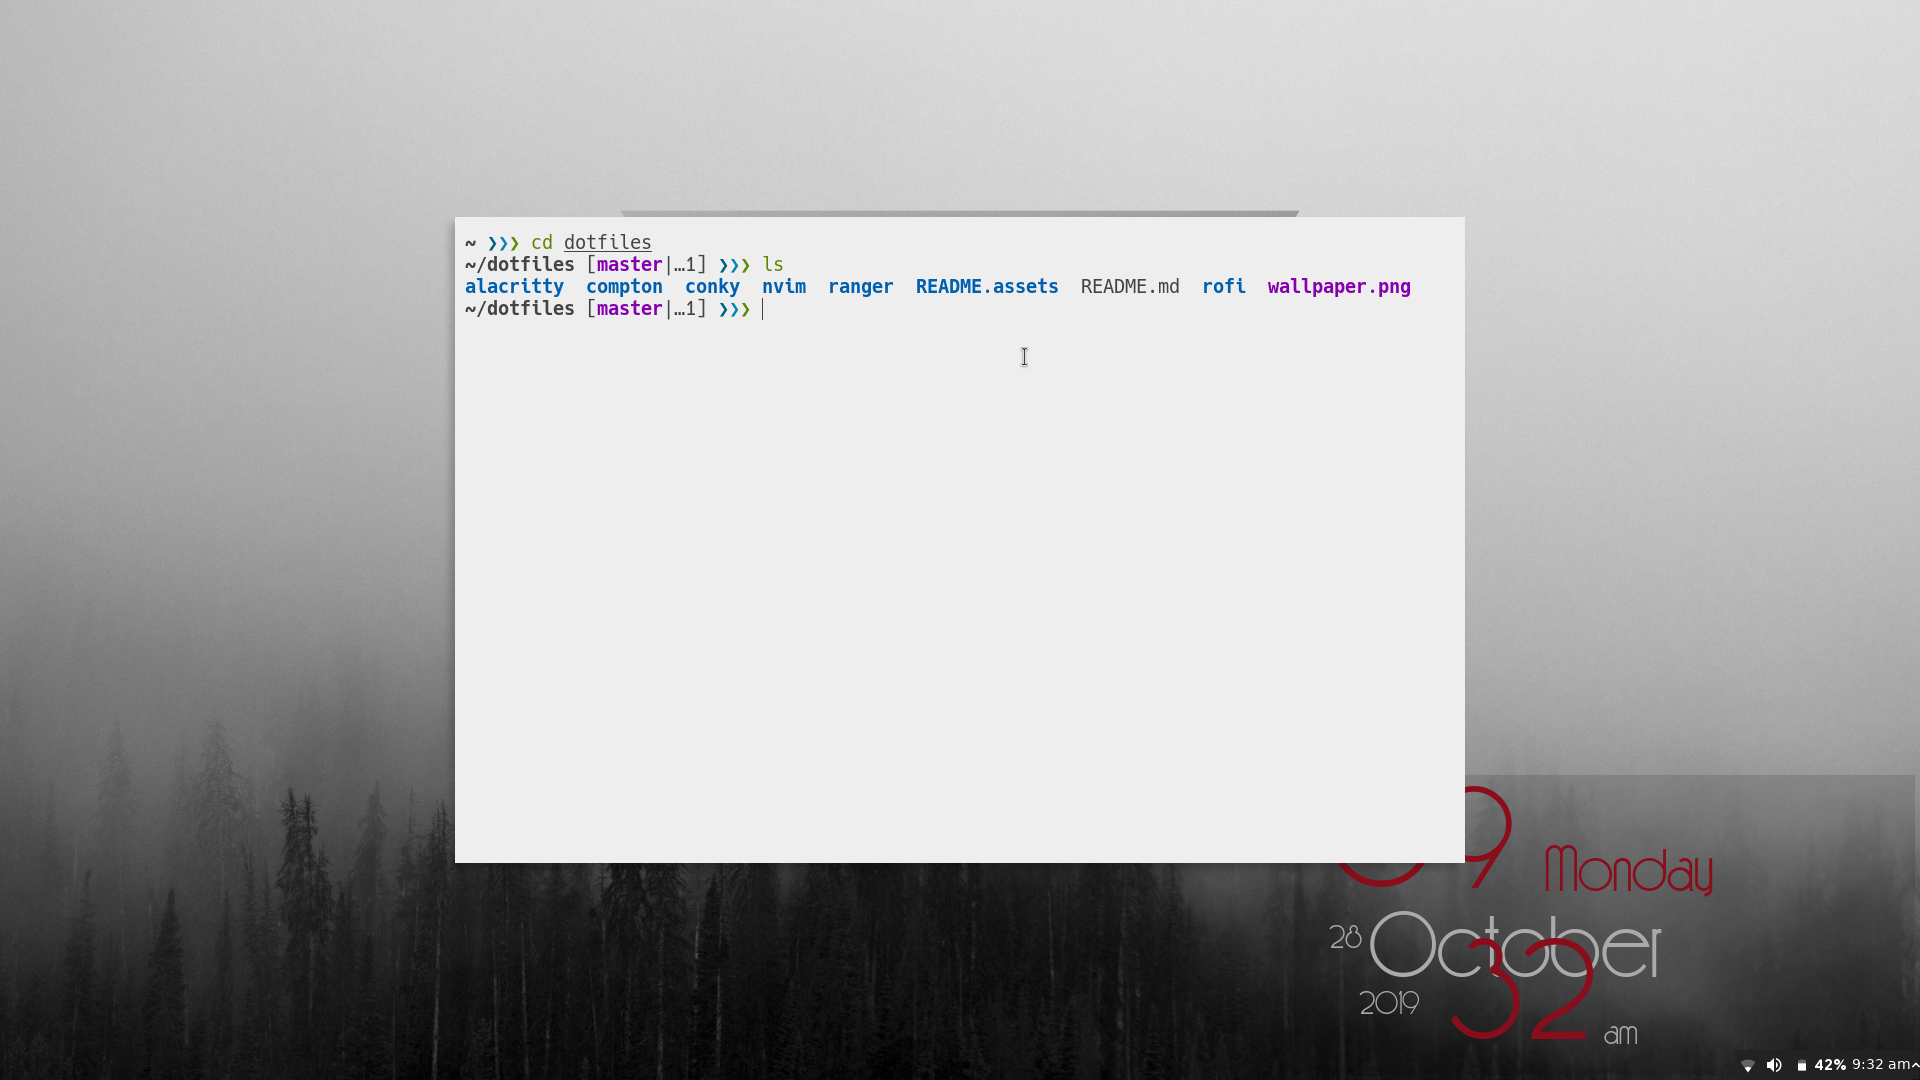 ~ ❯❯❯ cd dotfiles
~/dotfiles [master|…1] ❯❯❯ ls
alacritty compton conky nvim ranger README.assets README.md rofi wallpaper.png
~/dotfiles [master|…1] ❯❯❯
9
Monday
28 October
32
2019
am
42% 9:32 am